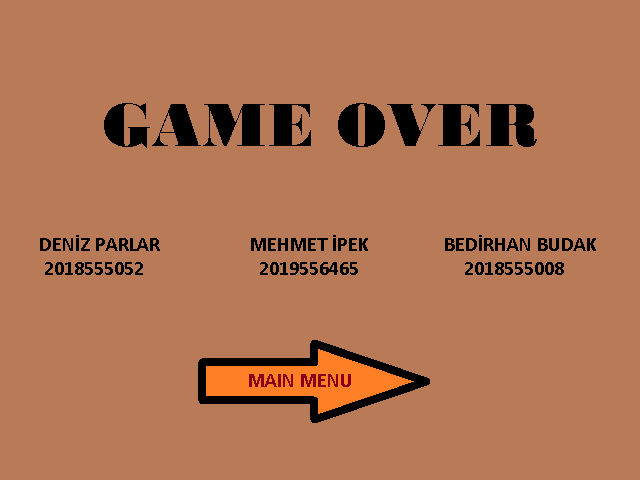 GAME OVER
DENİZ PARLAR MEHMET İPEK BEDİRHAN BUDAK
2018555052 2019556465 2018555008
MAIN MENU